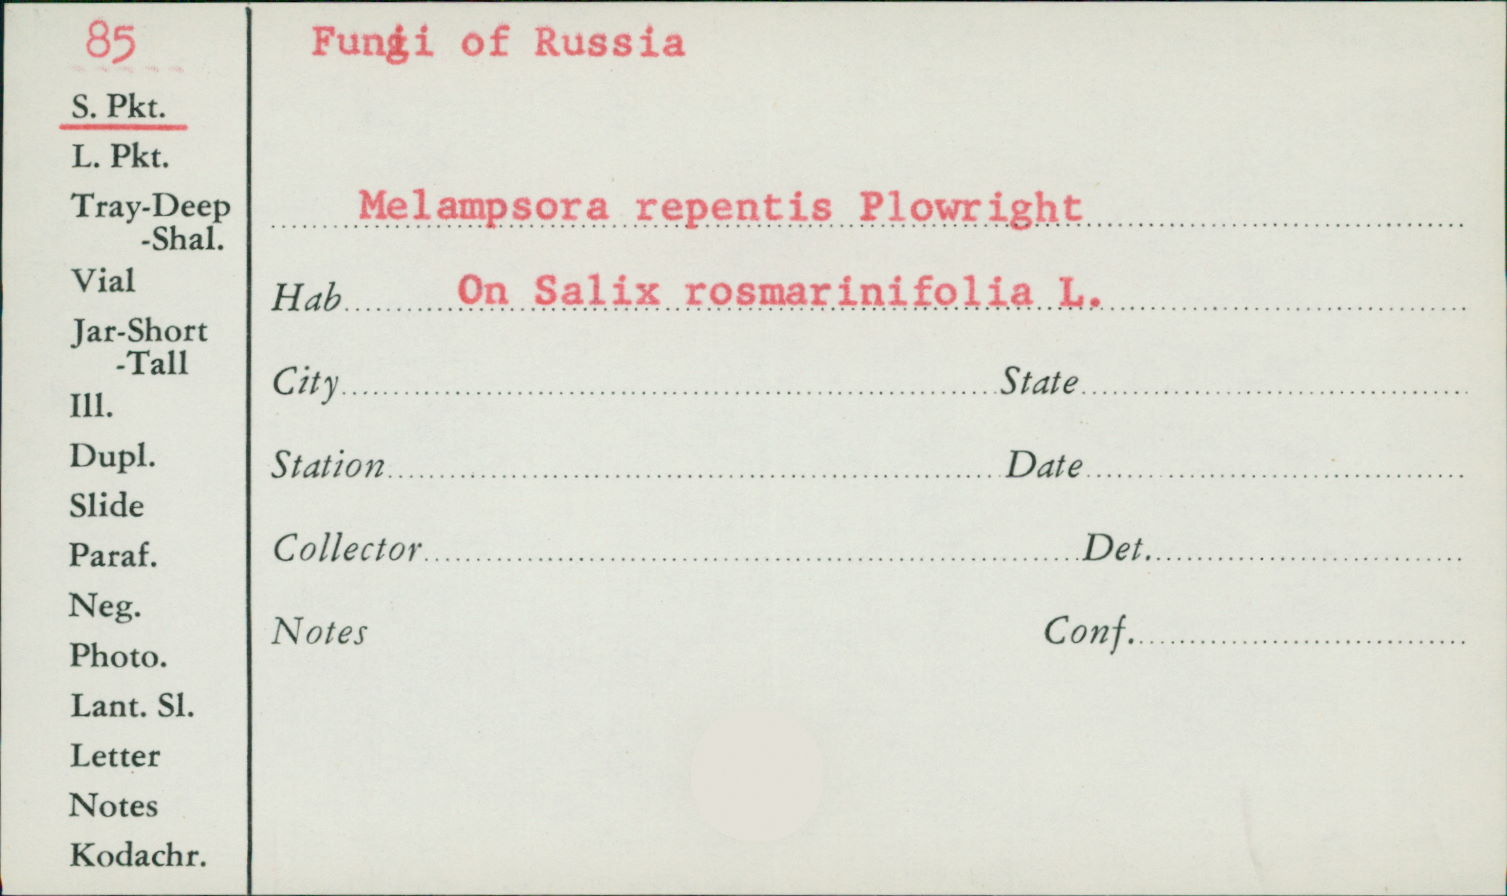 85
S. Pkt.
L. Pkt.
Tray-Deep
-Shal.
Vial
Jar-Short
-Tall
Ill.
Dupl.
Slide
Paraf.
Neg.
Photo.
Lant. Sl.
Letter
Notes
Kodachr.
Fungi of Russia
Melampsora repentis Plowright
Hab On Salix rosmarinifolia L.
City State
Station Date
Collector Det.
Notes Conf.